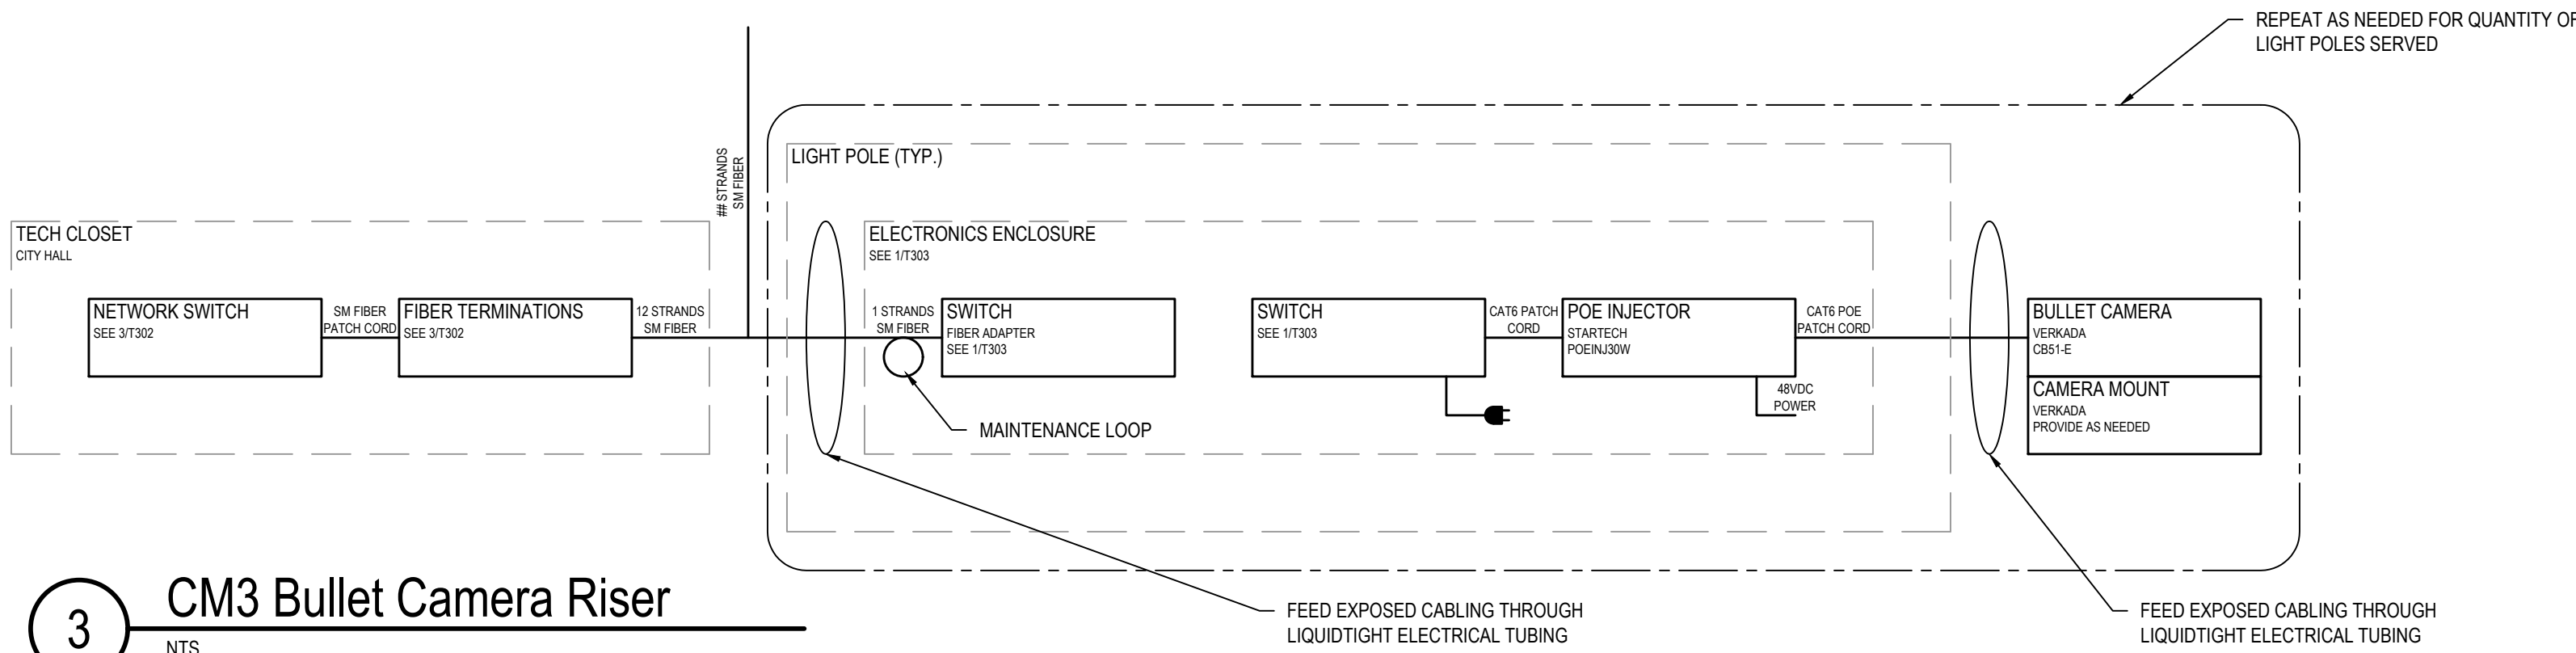 REPEAT AS NEEDED FOR QUANTITY OF
LIGHT POLES SERVED
## STRANDS
SM FIBER
LIGHT POLE (TYP.)
TECH CLOSET
CITY HALL
ELECTRONICS ENCLOSURE
SEE 1/T303
NETWORK SWITCH
SEE 3/T302
SM FIBER
PATCH CORD
FIBER TERMINATIONS
SEE 3/T302
12 STRANDS
SM FIBER
1 STRANDS
SM FIBER
SWITCH
FIBER ADAPTER
SEE 1/T303
SWITCH
SEE 1/T303
CAT6 PATCH
CORD
POE INJECTOR
STARTECH
POEINJ30W
CAT6 POE
PATCH CORD
BULLET CAMERA
VERKADA
CB51-E
48VDC
POWER
CAMERA MOUNT
VERKADA
PROVIDE AS NEEDED
MAINTENANCE LOOP
3
CM3 Bullet Camera Riser
NTS
FEED EXPOSED CABLING THROUGH
LIQUIDTIGHT ELECTRICAL TUBING
FEED EXPOSED CABLING THROUGH
LIQUIDTIGHT ELECTRICAL TUBING